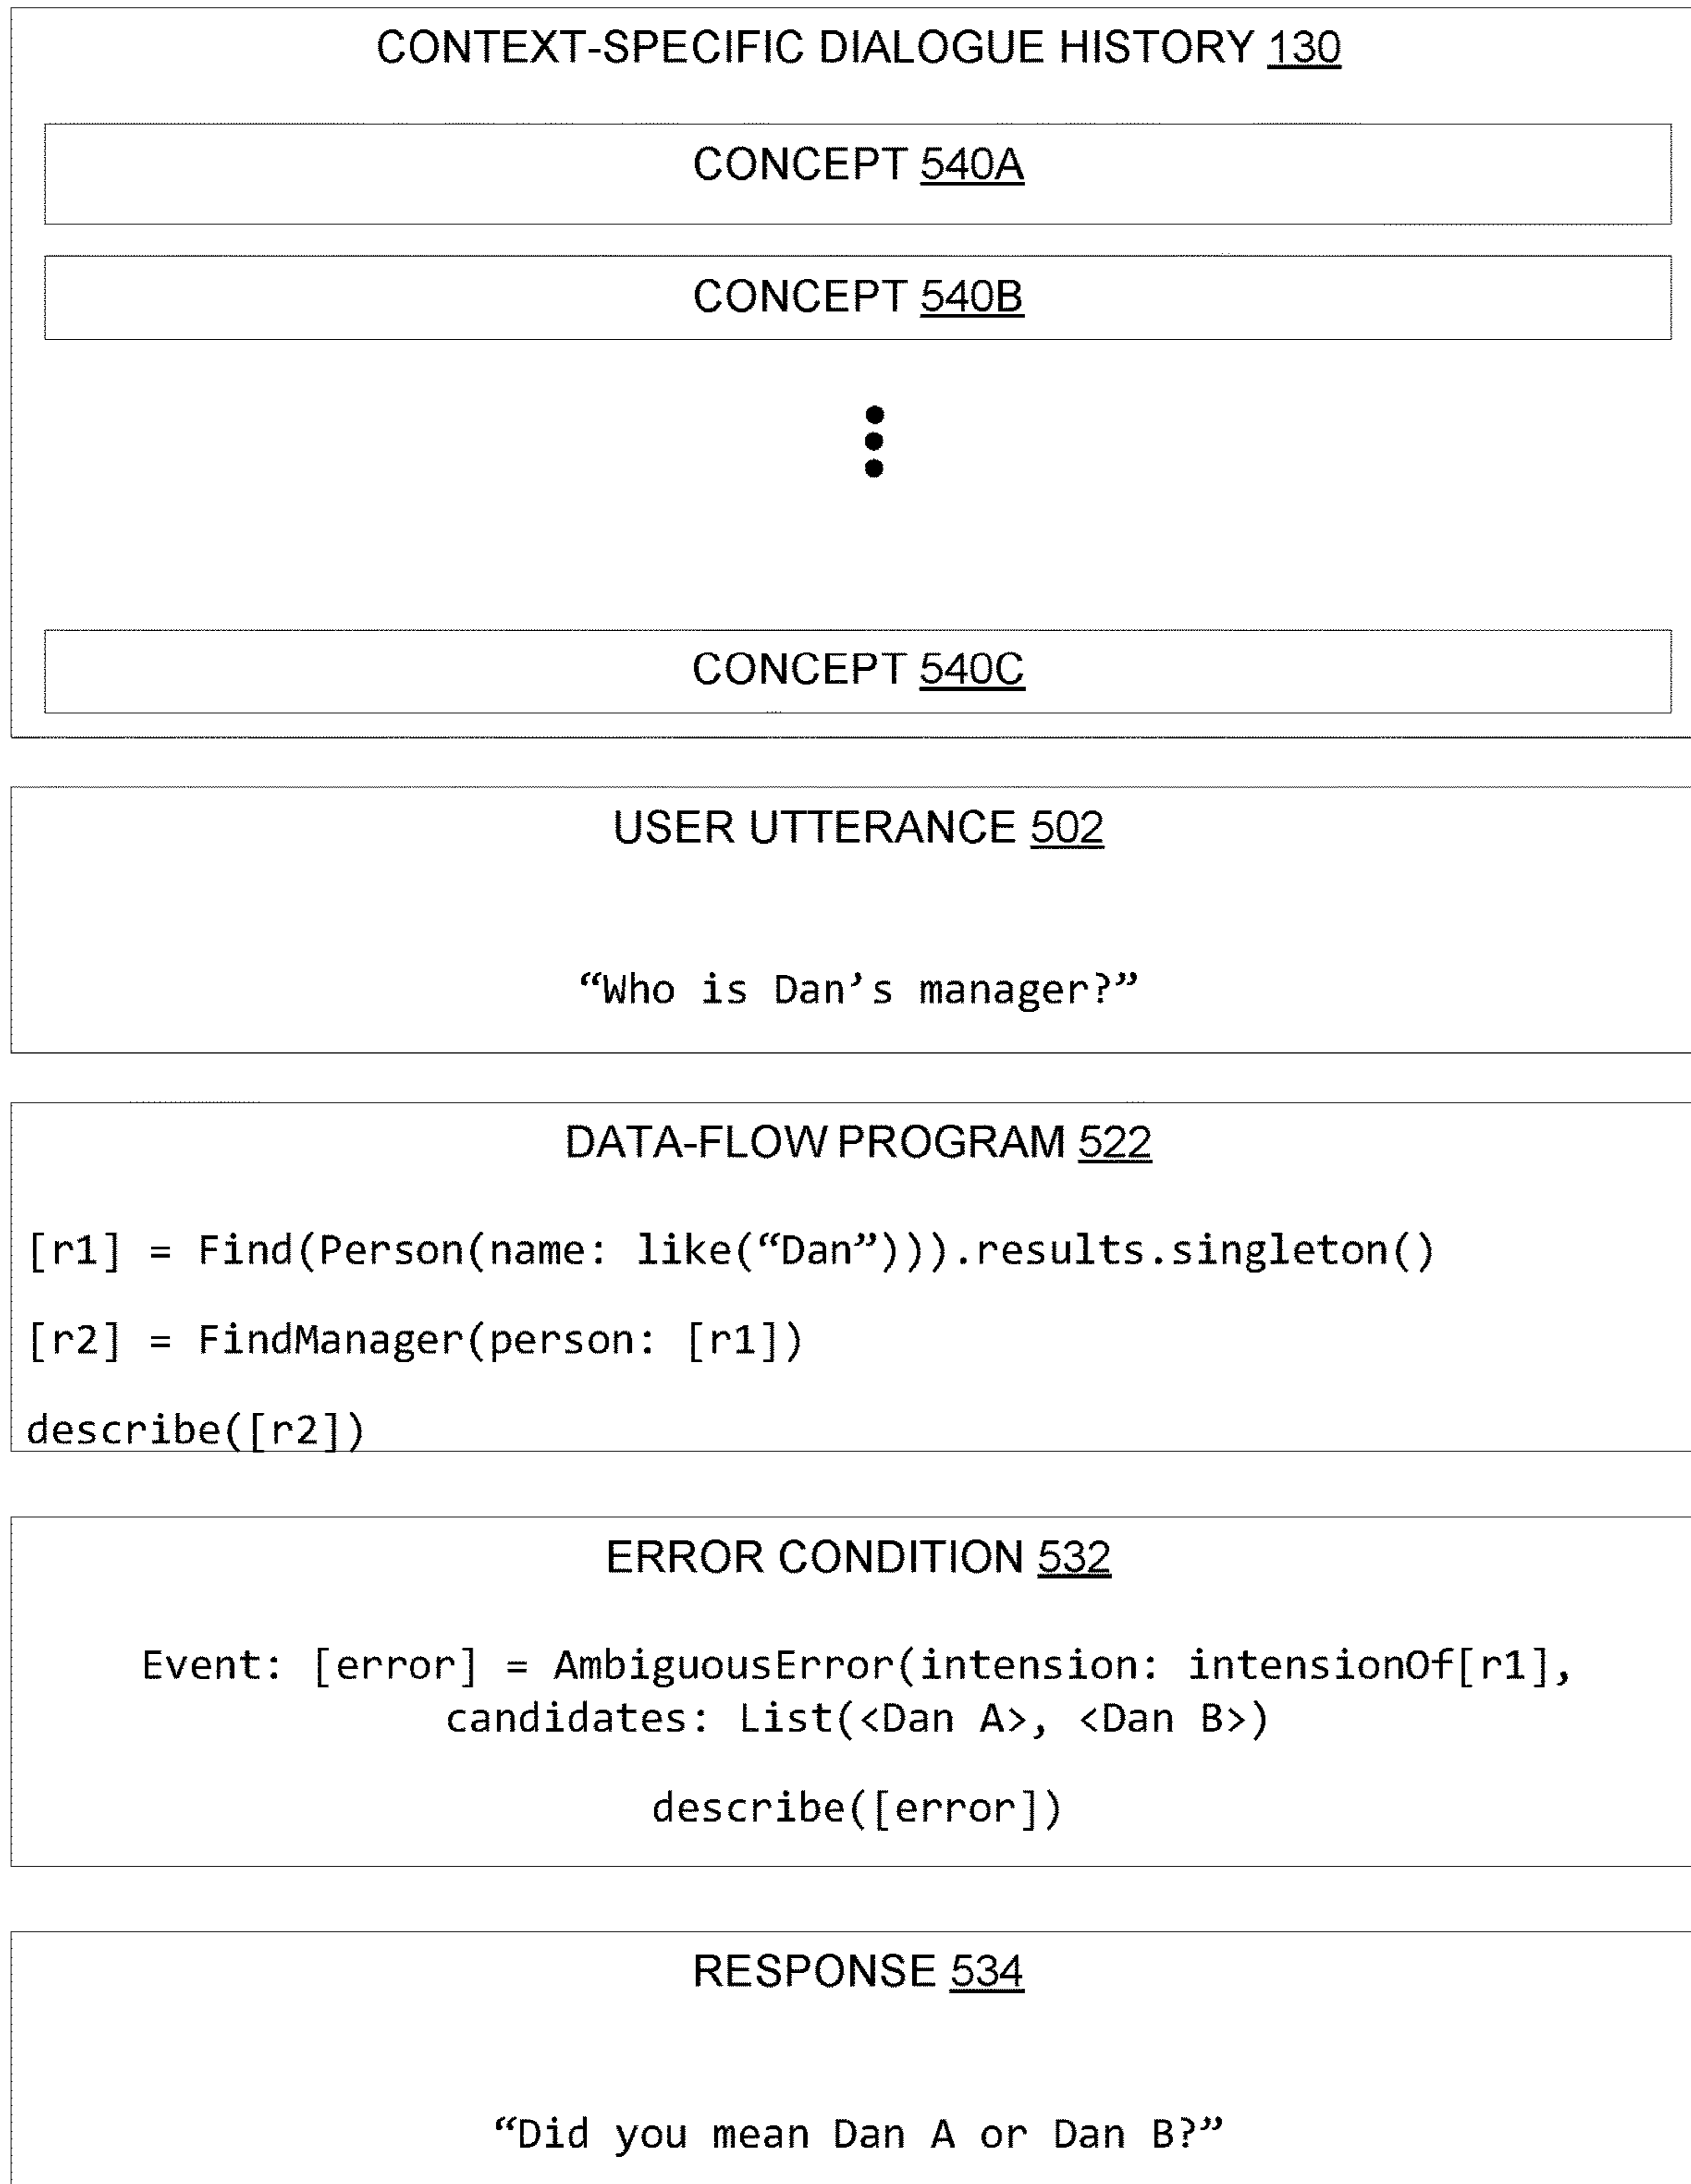 CONTEXT-SPECIFIC DIALOGUE HISTORY 130
CONCEPT 540A
CONCEPT 540B
CONCEPT 540C
USER UTTERANCE 502
“Who is Dan’s manager?”
DATA-FLOW PROGRAM 522
[r1] = Find(Person(name: like(“Dan”))).results.singleton()
[r2] = FindManager(person: [r1])
describe([r2])
ERROR CONDITION 532
Event: [error] = AmbiguousError(intension: intensionOf[r1],
candidates: List(<Dan A>, <Dan B>)
describe([error])
RESPONSE 534
“Did you mean Dan A or Dan B?”